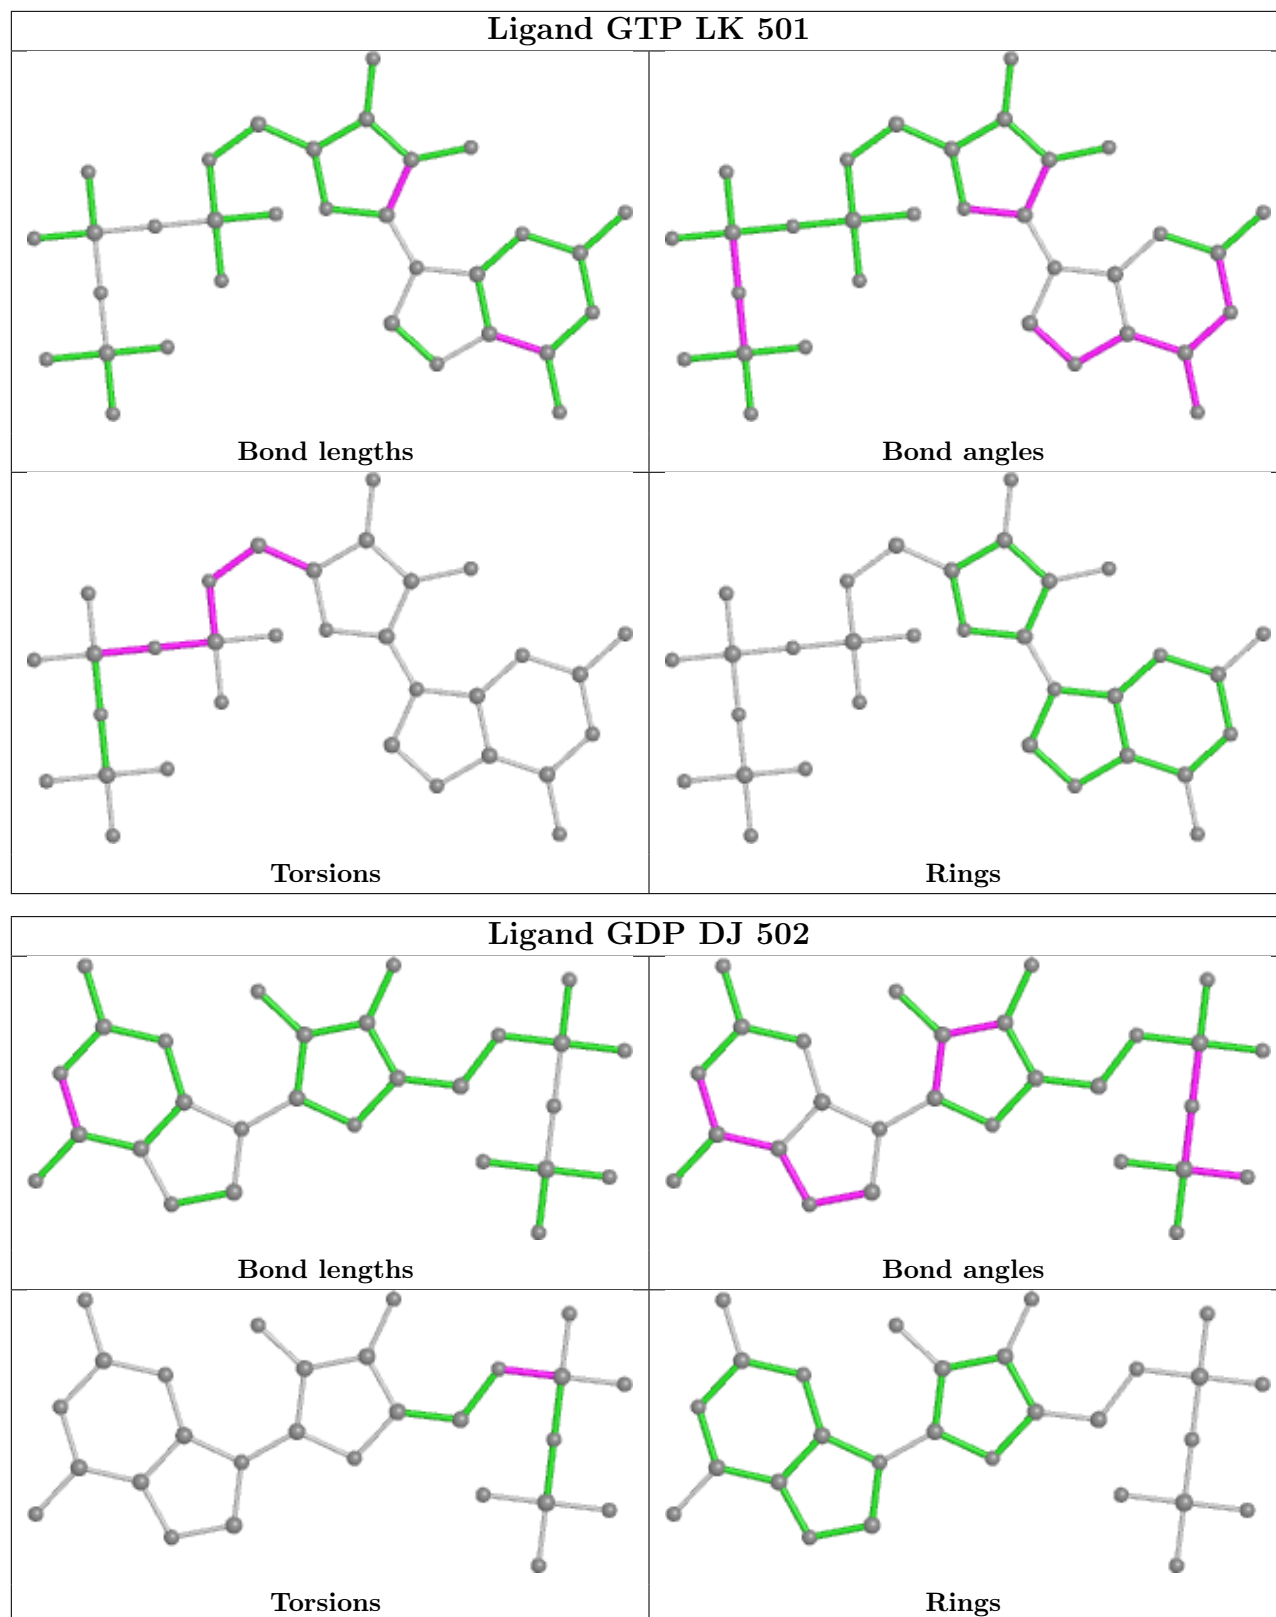 Ligand GTP LK 501
Bond lengths
Bond angles
Torsions
Rings
Ligand GDP DJ 502
Bond lengths
Bond angles
Torsions
Rings